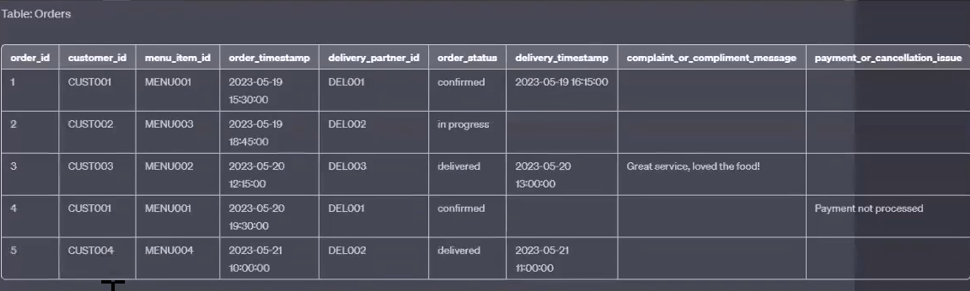 Table: Orders
order_id customer_id menu_item_id order_timestamp delivery_partner_id order_status delivery_timestamp complaint_or_compliment_message payment_or_cancellation_issue
1 CUST001 MENU001 2023-05-19 DEL001 confirmed 2023-05-19 16:15:00
15:30:00
2 CUST002 MENU003 2023-05-19 DEL002 in progress
18:45:00
3 CUST003 MENU002 2023-05-20 DEL003 delivered 2023-05-20 Great service, loved the food!
12:15:00 13:00:00
4 CUST001 MENU001 2023-05-20 DEL001 confirmed Payment not processed
19:30:00
5 CUST004 MENU004 2023-05-21 DEL002 delivered 2023-05-21
10:00:00 11:00:00